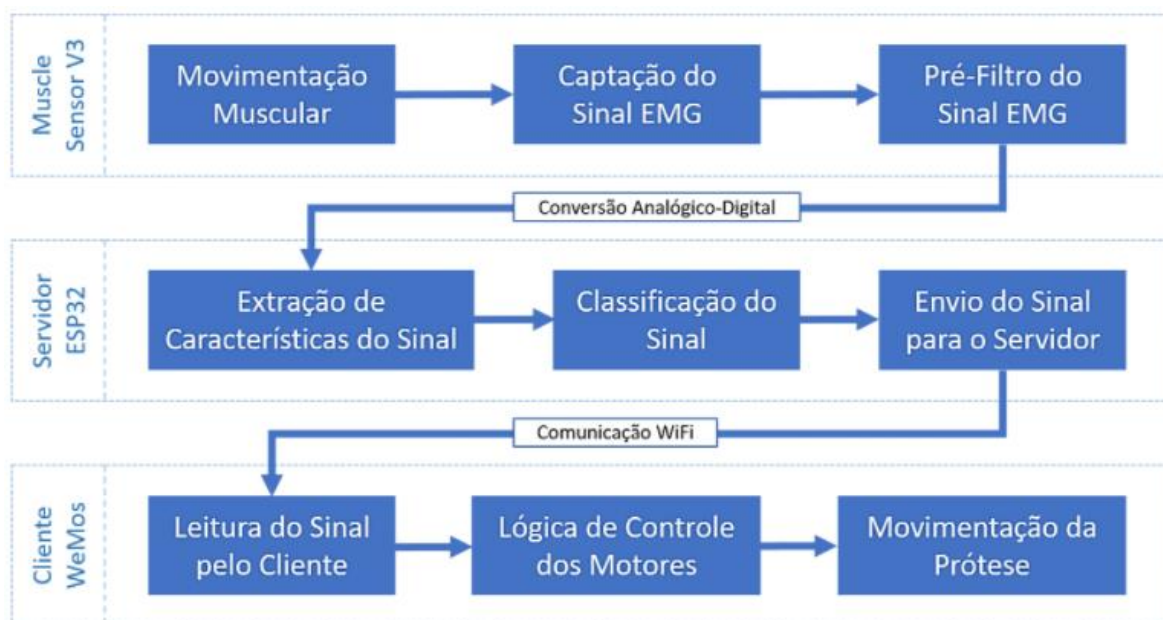 Muscle
Sensor V3
Movimentação
Muscular
Captação do
Sinal EMG
Pré-Filtro do
Sinal EMG
Conversão Analógico-Digital
Servidor
ESP32
Extração de
Características do Sinal
Classificação do
Sinal
Envio do Sinal
para o Servidor
Comunicação WiFi
Cliente
WeMos
Leitura do Sinal
pelo Cliente
Lógica de Controle
dos Motores
Movimentação da
Prótese